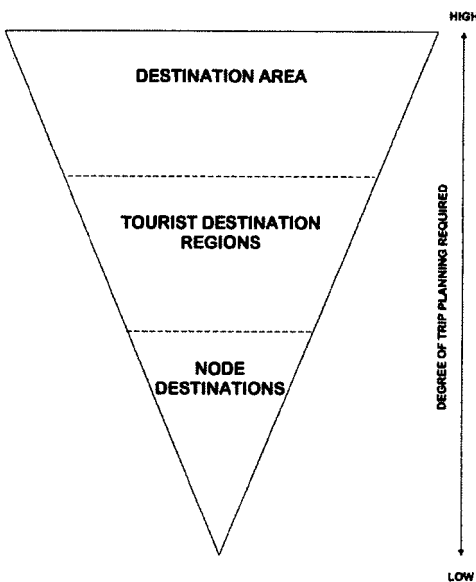 HIGH
DESTINATION AREA
TOURIST DESTINATION
REGIONS
DEGREE OF TRIP PLANNING REQUIRED
NODE
DESTINATIONS
LOW